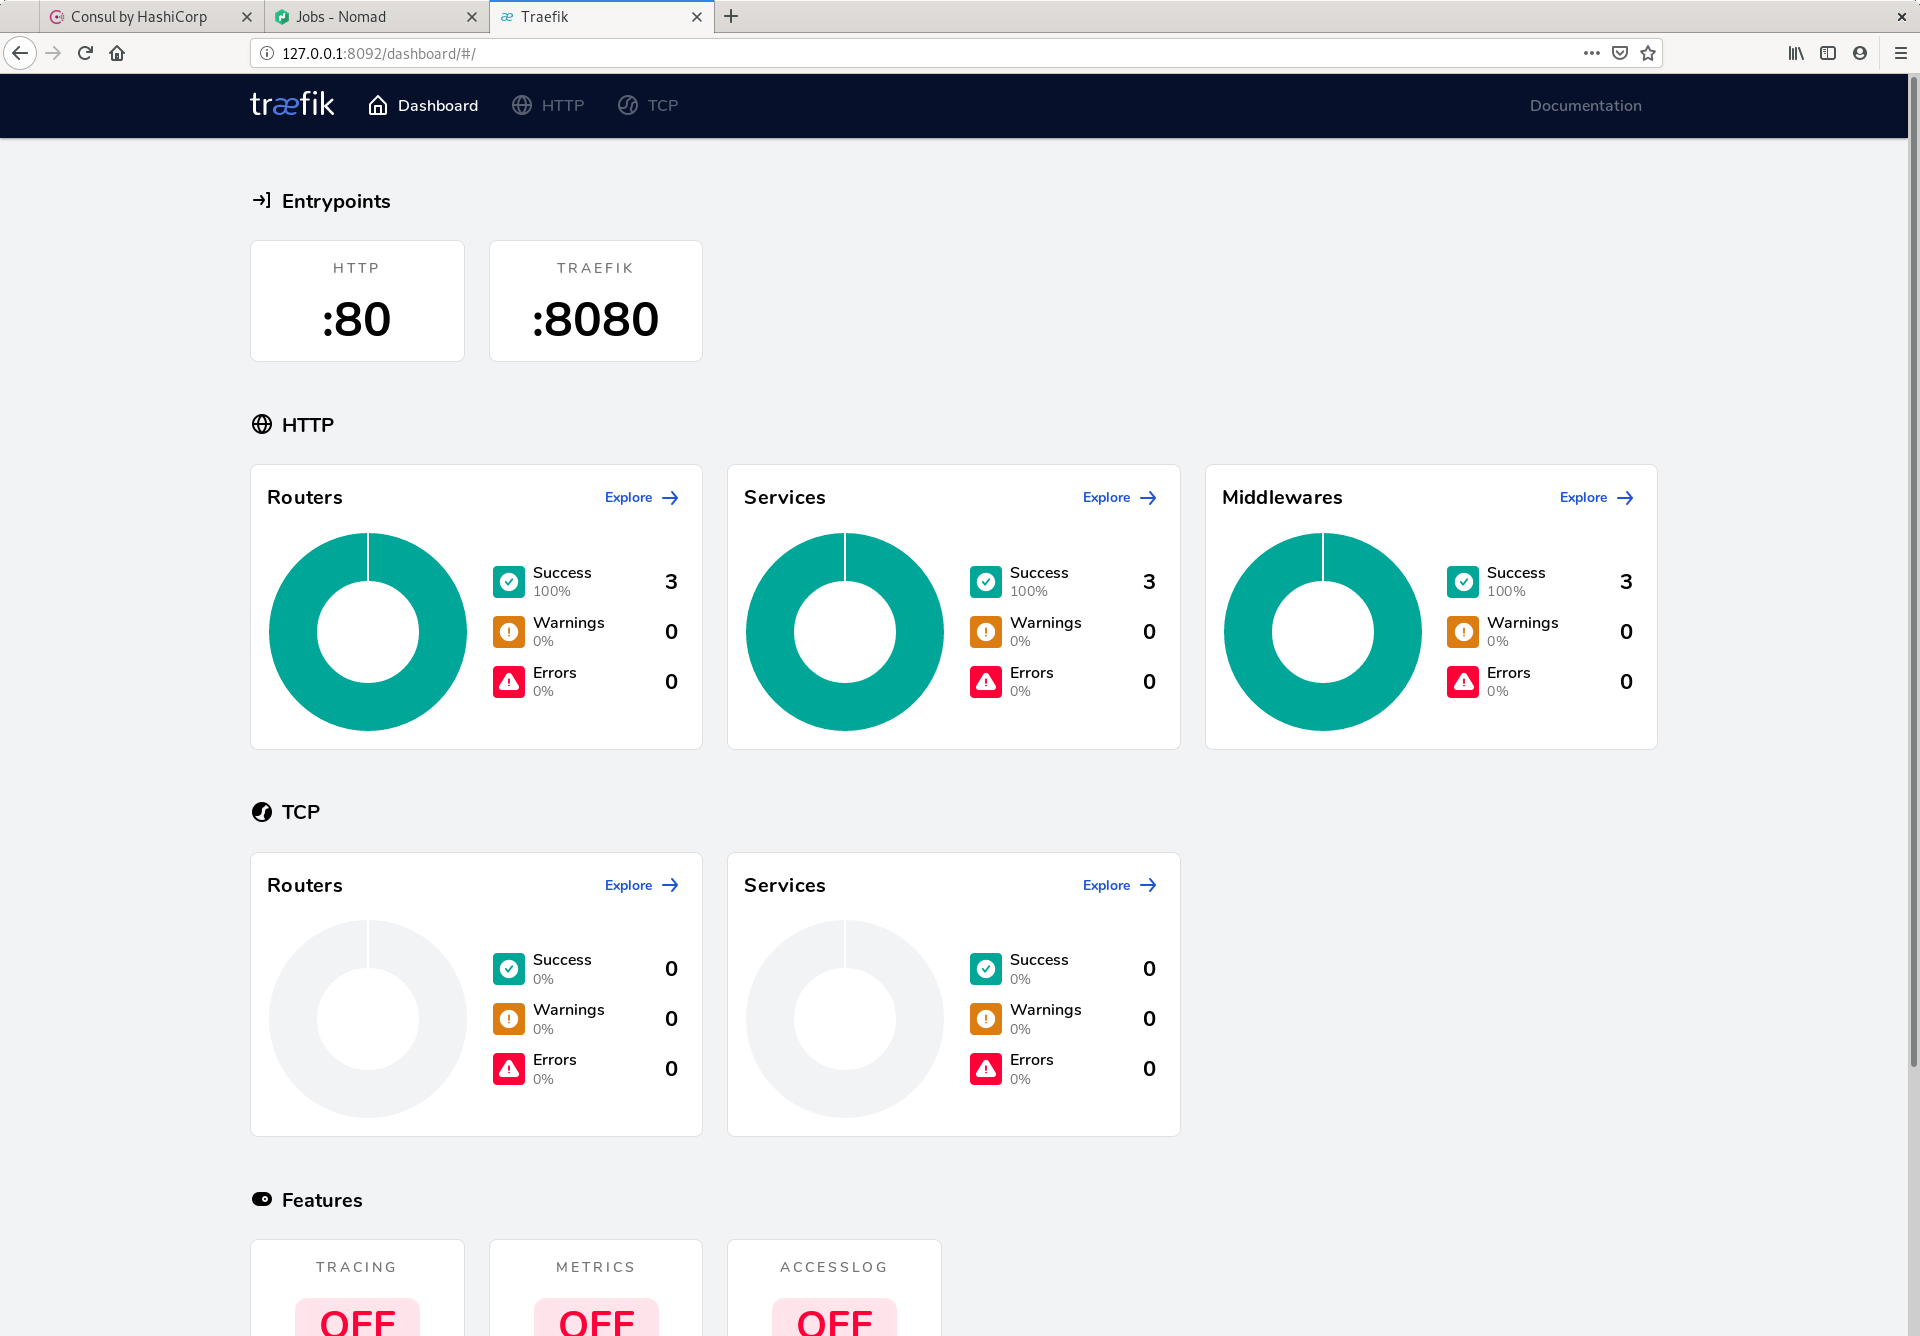 Consul by HashiCorp
Jobs - Nomad
Traefik
127.0.0.1:8092/dashboard/#/
træfik
Dashboard
HTTP
TCP
Documentation
Entrypoints
HTTP
:80
TRAEFIK
:8080
HTTP
Routers
Explore
Success
100%
3
Warnings
0%
0
Errors
0%
0
Services
Explore
Success
100%
3
Warnings
0%
0
Errors
0%
0
Middlewares
Explore
Success
100%
3
Warnings
0%
0
Errors
0%
0
TCP
Routers
Explore
Success
0%
0
Warnings
0%
0
Errors
0%
0
Services
Explore
Success
0%
0
Warnings
0%
0
Errors
0%
0
Features
TRACING
OFF
METRICS
OFF
ACCESSLOG
OFF